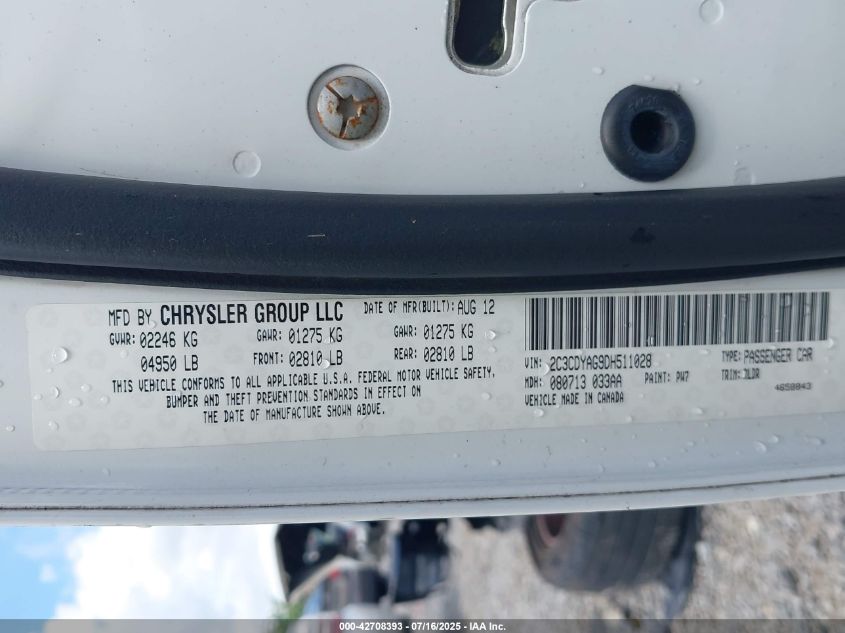 MFD BY CHRYSLER GROUP LLC DATE OF MFR(BUILT): AUG 12
GVWR: 02246 KG GAWR: 01275 KG GAWR: 01275 KG
04950 LB FRONT: 02810 LB REAR: 02810 LB
THIS VEHICLE CONFORMS TO ALL APPLICABLE U.S.A. FEDERAL MOTOR VEHICLE SAFETY,
BUMPER AND THEFT PREVENTION STANDARDS IN EFFECT ON
THE DATE OF MANUFACTURE SHOWN ABOVE.
VIN: 2C3CDYAG9DH511028 TYPE: PASSENGER CAR
MDH: 080713 033AA PAINT: PW7 TRIM: JLDR
VEHICLE MADE IN CANADA 4658843
000-42708393 - 07/16/2025 - IAA Inc.